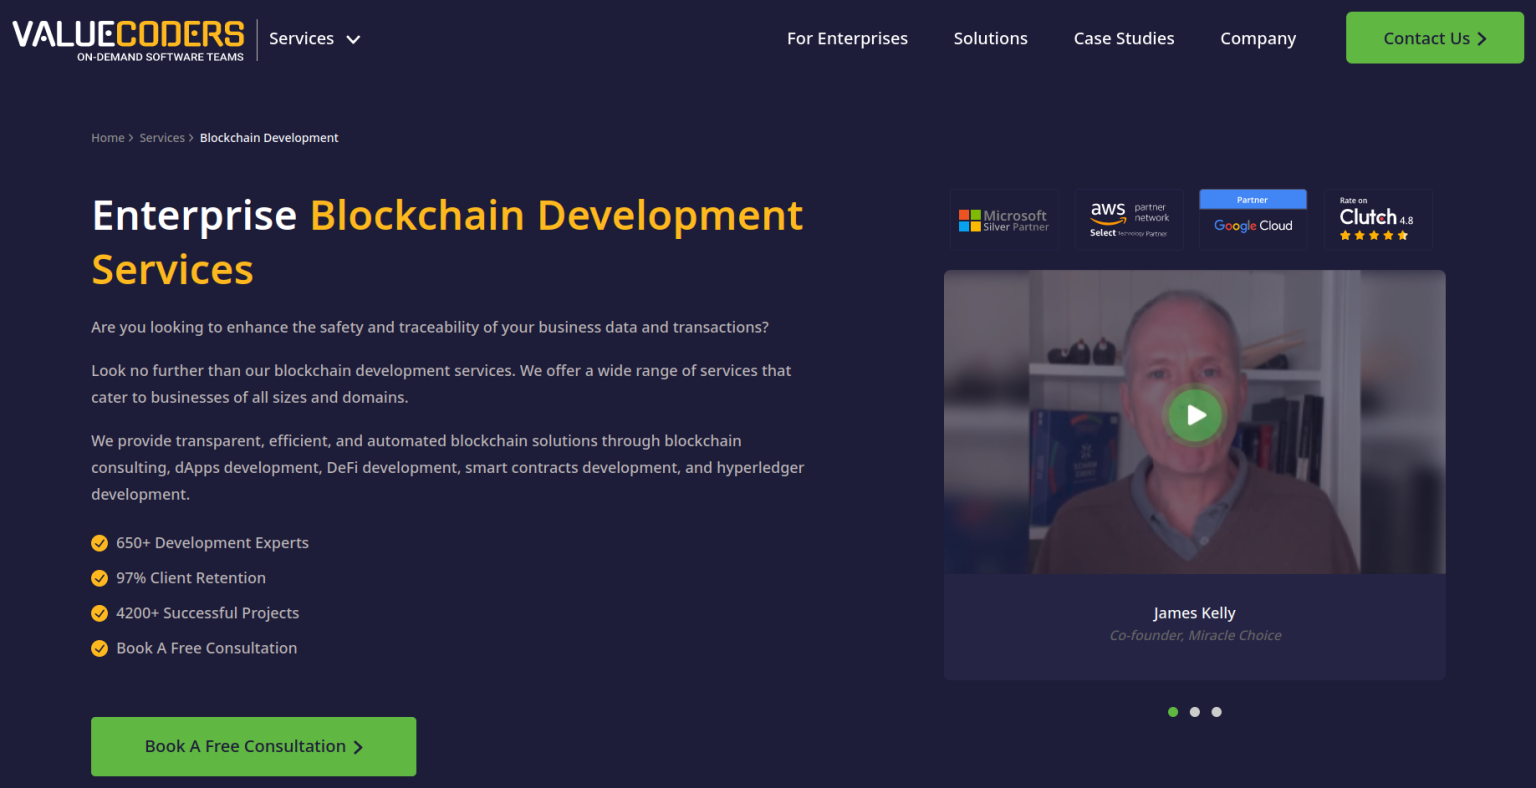 VALUECODERS
ON-DEMAND SOFTWARE TEAMS
Services
For Enterprises
Solutions
Case Studies
Company
Contact Us
Home
Services
Blockchain Development
Enterprise Blockchain Development
Services
Are you looking to enhance the safety and traceability of your business data and transactions?
Look no further than our blockchain development services. We offer a wide range of services that
cater to businesses of all sizes and domains.
We provide transparent, efficient, and automated blockchain solutions through blockchain
consulting, dApps development, DeFi development, smart contracts development, and hyperledger
development.
650+ Development Experts
97% Client Retention
4200+ Successful Projects
Book A Free Consultation
Book A Free Consultation
Microsoft
Silver Partner
aws partner
network
Select Technology Partner
Partner
Google Cloud
Rate on
Clutch 4.8
James Kelly
Co-founder, Miracle Choice